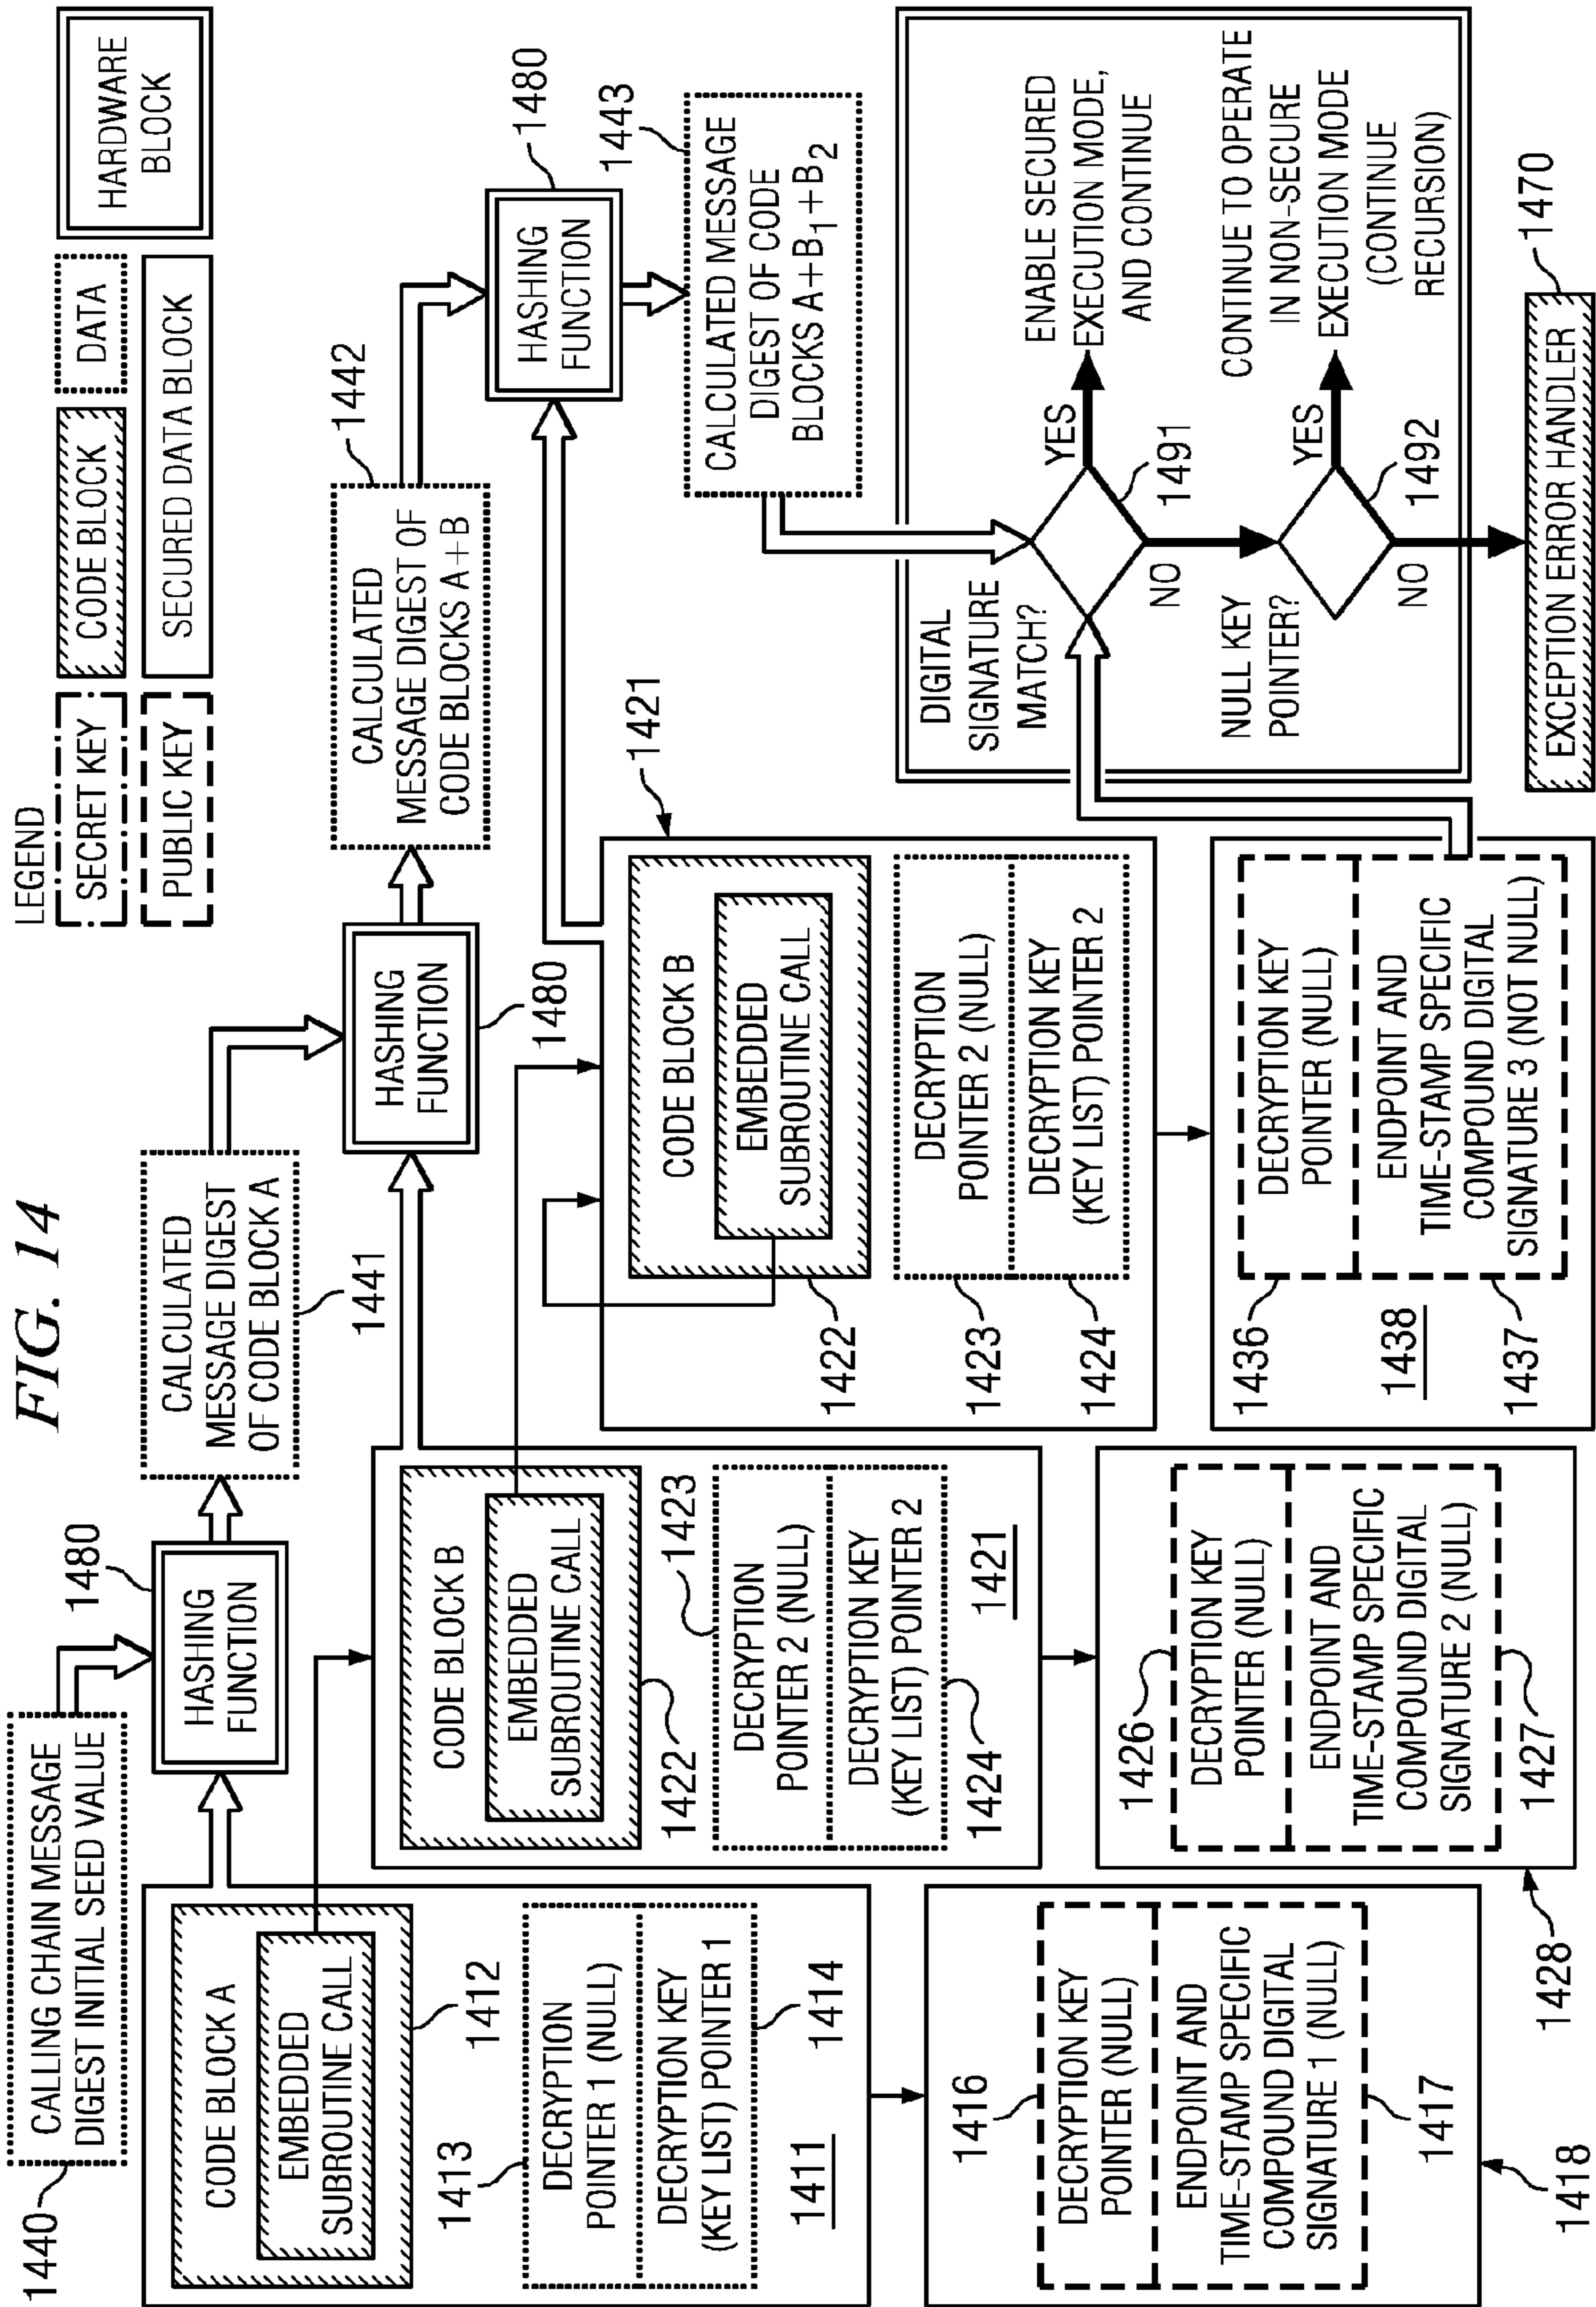 FIG. 14
LEGEND
SECRET KEY
CODE BLOCK
DATA
HARDWARE
BLOCK
PUBLIC KEY
SECURED DATA BLOCK
1440
CALLING CHAIN MESSAGE
DIGEST INITIAL SEED VALUE
1480
HASHING
FUNCTION
CALCULATED
MESSAGE DIGEST
OF CODE BLOCK A
1441
HASHING
FUNCTION
1480
CALCULATED
MESSAGE DIGEST OF
CODE BLOCKS A+B
1442
HASHING
FUNCTION
1480
CALCULATED MESSAGE
DIGEST OF CODE
BLOCKS A+B1+B2
1443
CODE BLOCK A
EMBEDDED
SUBROUTINE CALL
1412
1413
DECRYPTION
POINTER 1 (NULL)
DECRYPTION KEY
(KEY LIST) POINTER 1
1414
1411
1416
DECRYPTION KEY
POINTER (NULL)
ENDPOINT AND
TIME-STAMP SPECIFIC
COMPOUND DIGITAL
SIGNATURE 1 (NULL)
1417
1418
CODE BLOCK B
EMBEDDED
SUBROUTINE CALL
1422
1423
DECRYPTION
POINTER 2 (NULL)
DECRYPTION KEY
(KEY LIST) POINTER 2
1424
1421
1426
DECRYPTION KEY
POINTER (NULL)
ENDPOINT AND
TIME-STAMP SPECIFIC
COMPOUND DIGITAL
SIGNATURE 2 (NULL)
1427
1428
1421
CODE BLOCK B
EMBEDDED
SUBROUTINE CALL
1422
DECRYPTION
POINTER 2 (NULL)
1423
DECRYPTION KEY
(KEY LIST) POINTER 2
1424
1436
DECRYPTION KEY
POINTER (NULL)
1438
ENDPOINT AND
TIME-STAMP SPECIFIC
COMPOUND DIGITAL
SIGNATURE 3 (NOT NULL)
1437
DIGITAL
SIGNATURE
MATCH?
YES
1491
ENABLE SECURED
EXECUTION MODE,
AND CONTINUE
NO
NULL KEY
POINTER?
YES
1492
CONTINUE TO OPERATE
IN NON-SECURE
EXECUTION MODE
(CONTINUE
RECURSION)
NO
EXCEPTION ERROR HANDLER
1470